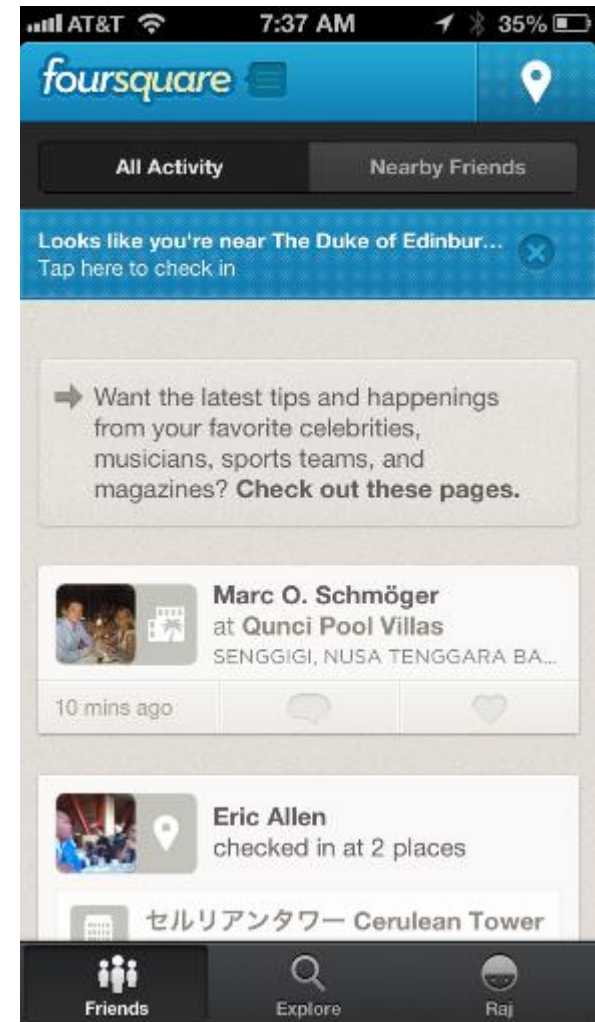 AT&T 7:37 AM 35%
foursquare
All Activity Nearby Friends
Looks like you're near The Duke of Edinbur...
Tap here to check in
Want the latest tips and happenings
from your favorite celebrities,
musicians, sports teams, and
magazines? Check out these pages.
Marc O. Schmöger
at Qunci Pool Villas
SENGGIGI, NUSA TENGGARA BA...
10 mins ago
Eric Allen
checked in at 2 places
セルリアンタワー Cerulean Tower
Friends Explore Raj